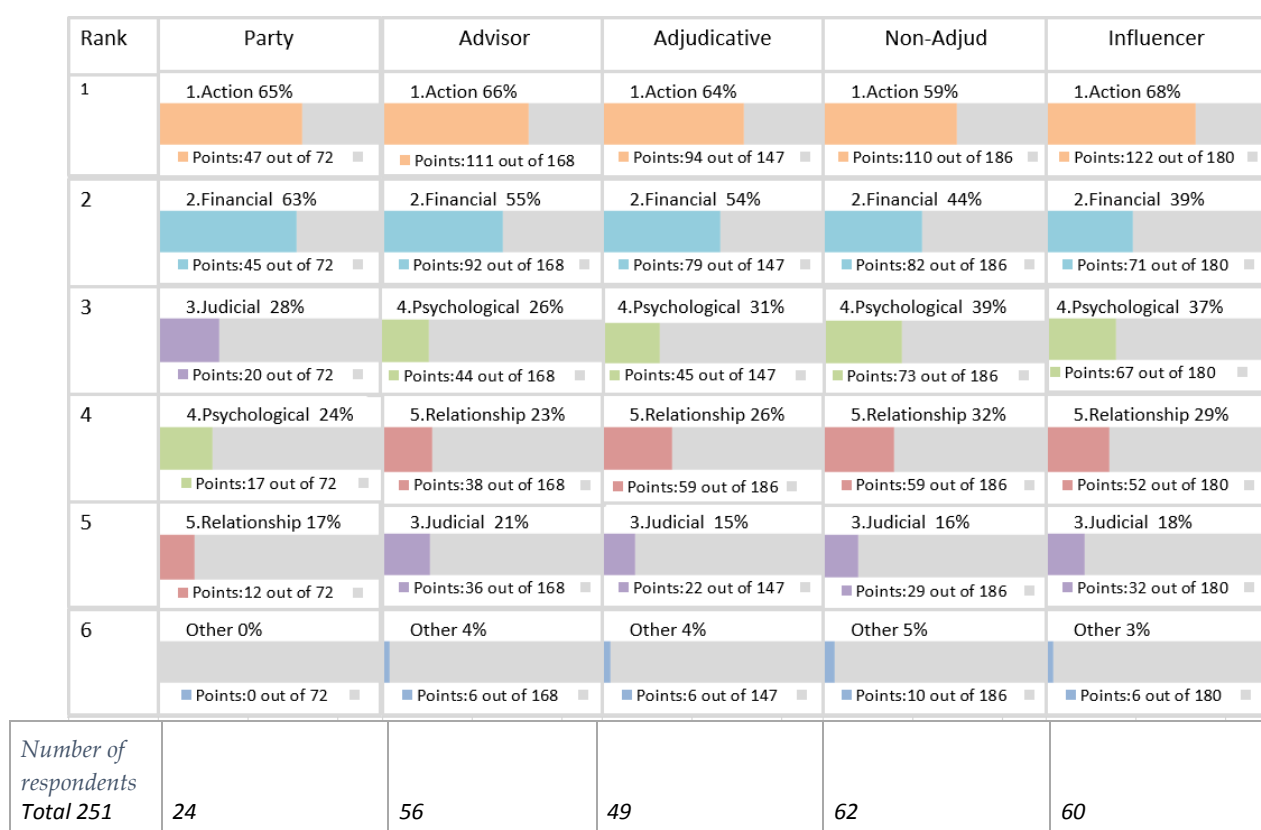 Rank Party Advisor Adjudicative Non-Adjud Influencer
1 1.Action 65% 1.Action 66% 1.Action 64% 1.Action 59% 1.Action 68%
Points:47 out of 72 Points:111 out of 168 Points:94 out of 147 Points:110 out of 186 Points:122 out of 180
2 2.Financial 63% 2.Financial 55% 2.Financial 54% 2.Financial 44% 2.Financial 39%
Points:45 out of 72 Points:92 out of 168 Points:79 out of 147 Points:82 out of 186 Points:71 out of 180
3 3.Judicial 28% 4.Psychological 26% 4.Psychological 31% 4.Psychological 39% 4.Psychological 37%
Points:20 out of 72 Points:44 out of 168 Points:45 out of 147 Points:73 out of 186 Points:67 out of 180
4 4.Psychological 24% 5.Relationship 23% 5.Relationship 26% 5.Relationship 32% 5.Relationship 29%
Points:17 out of 72 Points:38 out of 168 Points:59 out of 186 Points:59 out of 186 Points:52 out of 180
5 5.Relationship 17% 3.Judicial 21% 3.Judicial 15% 3.Judicial 16% 3.Judicial 18%
Points:12 out of 72 Points:36 out of 168 Points:22 out of 147 Points:29 out of 186 Points:32 out of 180
6 Other 0% Other 4% Other 4% Other 5% Other 3%
Points:0 out of 72 Points:6 out of 168 Points:6 out of 147 Points:10 out of 186 Points:6 out of 180
Number of
respondents
Total 251 24 56 49 62 60